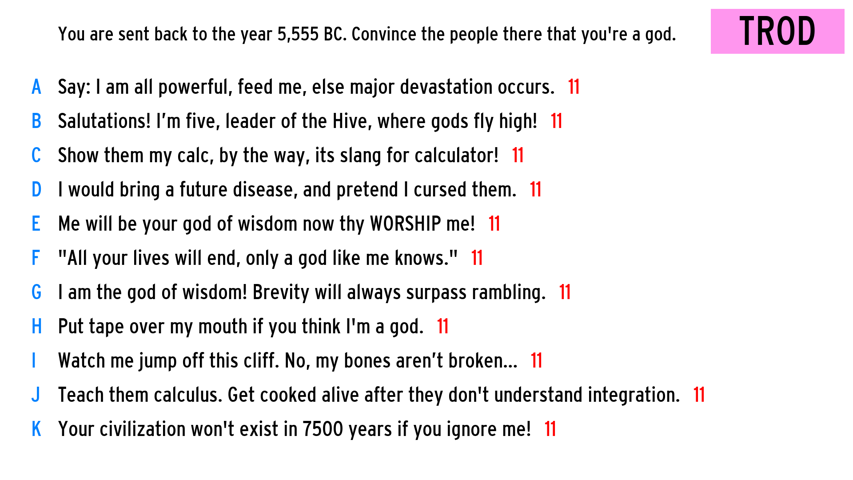 You are sent back to the year 5,555 BC. Convince the people there that you're a god.
TROD
A Say: I am all powerful, feed me, else major devastation occurs. 11
B Salutations! I’m five, leader of the Hive, where gods fly high! 11
C Show them my calc, by the way, its slang for calculator! 11
D I would bring a future disease, and pretend I cursed them. 11
E Me will be your god of wisdom now thy WORSHIP me! 11
F "All your lives will end, only a god like me knows." 11
G I am the god of wisdom! Brevity will always surpass rambling. 11
H Put tape over my mouth if you think I'm a god. 11
I Watch me jump off this cliff. No, my bones aren’t broken... 11
J Teach them calculus. Get cooked alive after they don't understand integration. 11
K Your civilization won't exist in 7500 years if you ignore me! 11